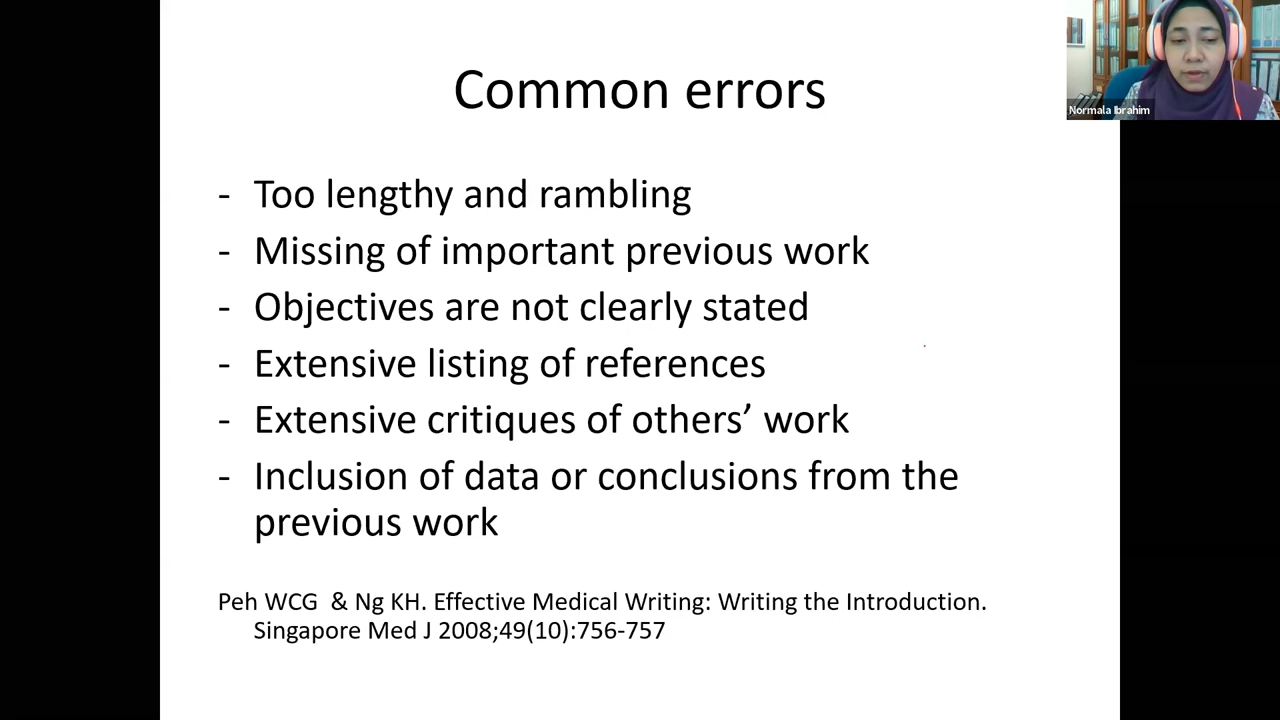 Common errors
- Too lengthy and rambling
- Missing of important previous work
- Objectives are not clearly stated
- Extensive listing of references
- Extensive critiques of others’ work
- Inclusion of data or conclusions from the
previous work
Peh WCG & Ng KH. Effective Medical Writing: Writing the Introduction.
Singapore Med J 2008;49(10):756-757
Normala Ibrahim